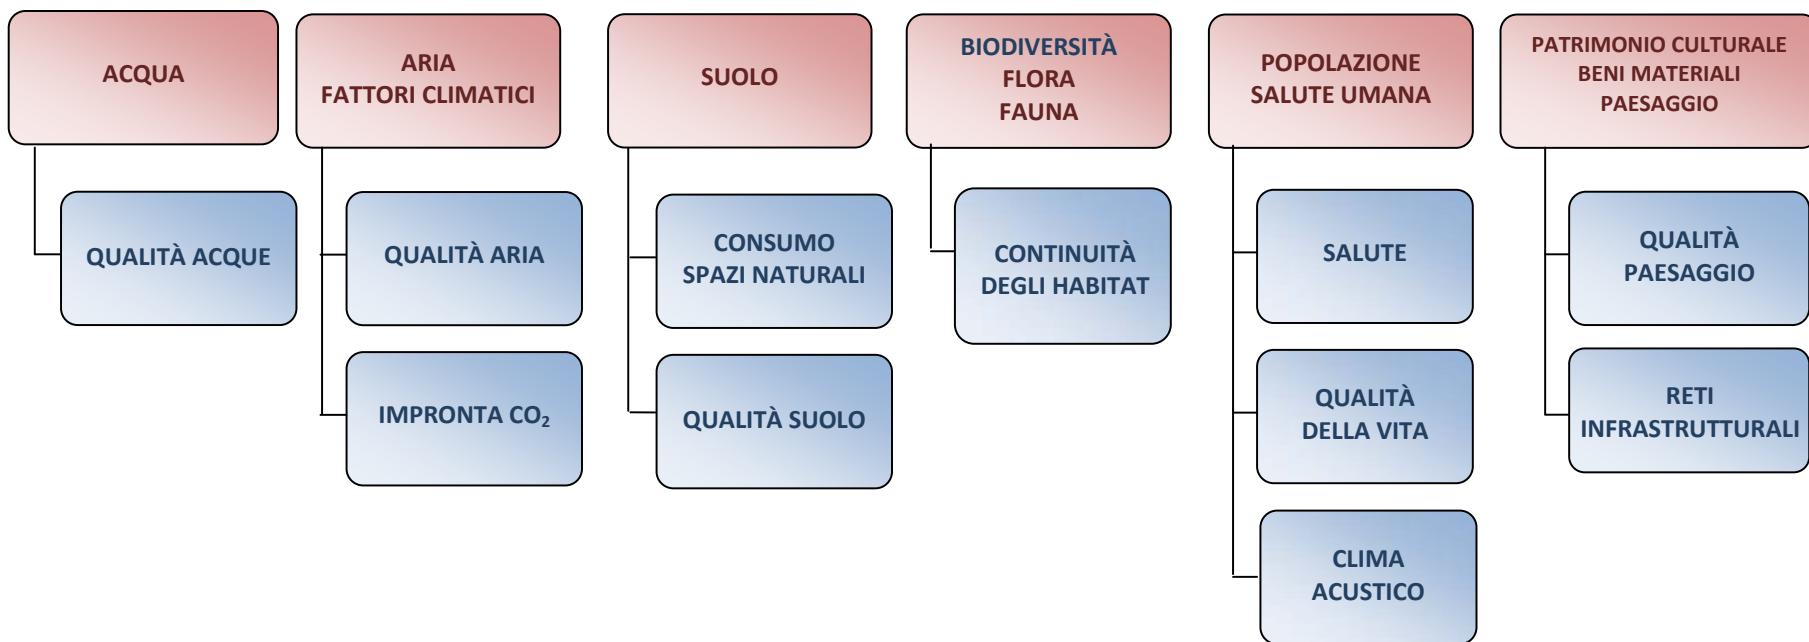 ACQUA
ARIA
FATTORI CLIMATICI
SUOLO
BIODIVERSITÀ
FLORA
FAUNA
POPOLAZIONE
SALUTE UMANA
PATRIMONIO CULTURALE
BENI MATERIALI
PAESAGGIO
QUALITÀ ACQUE
QUALITÀ ARIA
CONSUMO
SPAZI NATURALI
CONTINUITÀ
DEGLI HABITAT
SALUTE
QUALITÀ
PAESAGGIO
IMPRONTA CO₂
QUALITÀ SUOLO
QUALITÀ
DELLA VITA
RETI
INFRASTRUTTURALI
CLIMA
ACUSTICO